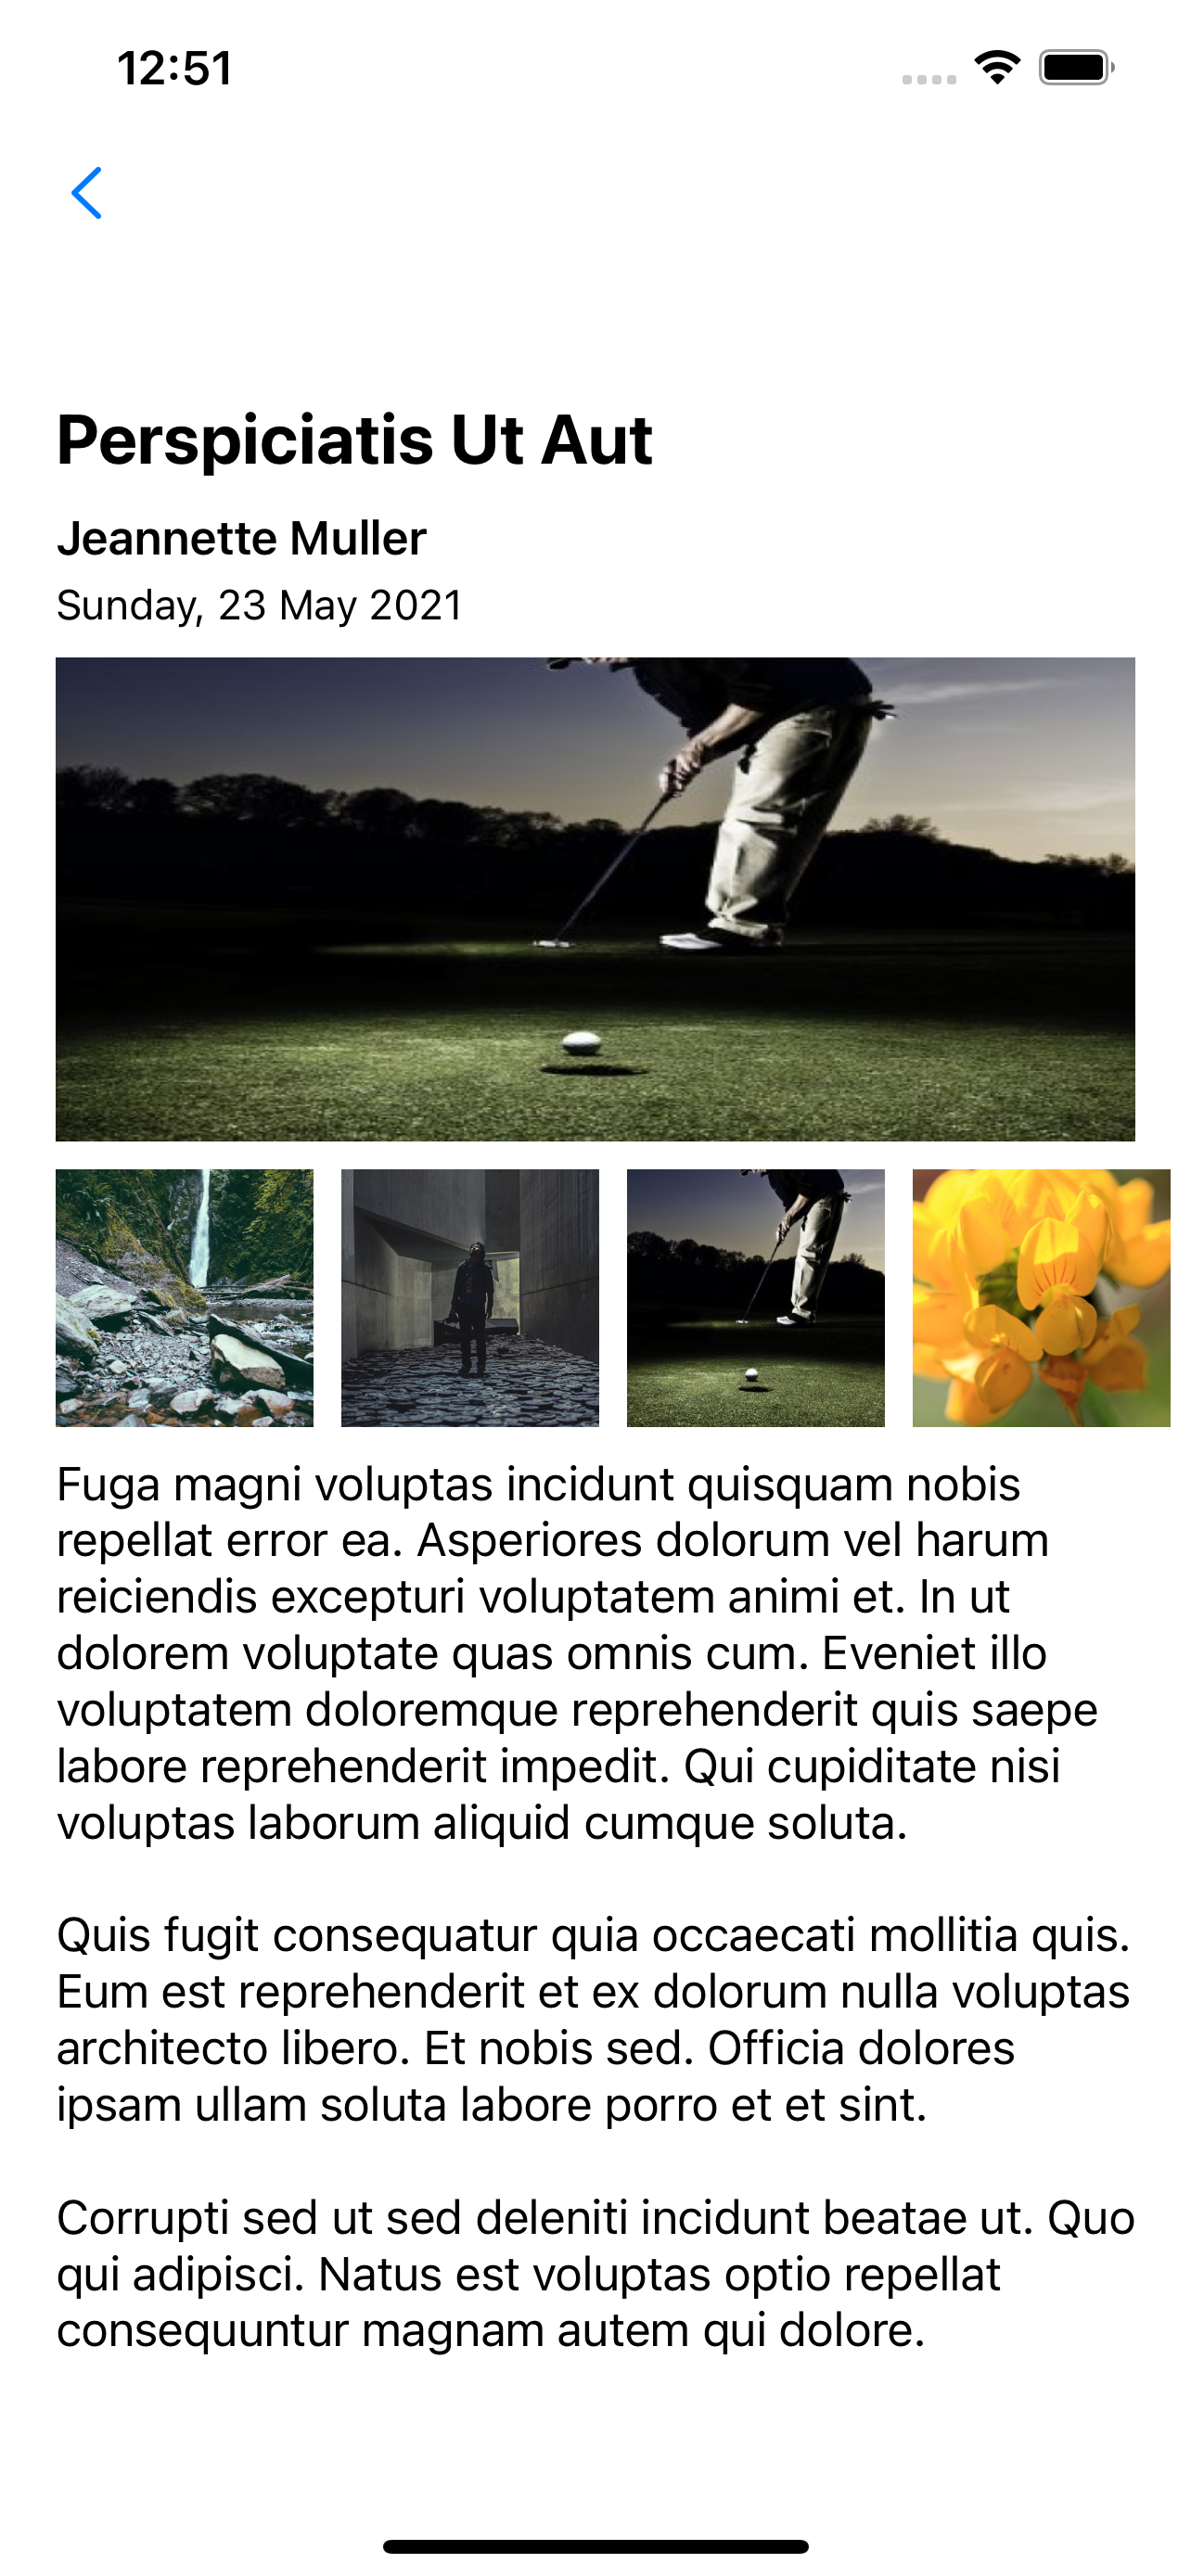 12:51
Perspiciatis Ut Aut
Jeannette Muller
Sunday, 23 May 2021
Fuga magni voluptas incidunt quisquam nobis
repellat error ea. Asperiores dolorum vel harum
reiciendis excepturi voluptatem animi et. In ut
dolorem voluptate quas omnis cum. Eveniet illo
voluptatem doloremque reprehenderit quis saepe
labore reprehenderit impedit. Qui cupiditate nisi
voluptas laborum aliquid cumque soluta.
Quis fugit consequatur quia occaecati mollitia quis.
Eum est reprehenderit et ex dolorum nulla voluptas
architecto libero. Et nobis sed. Officia dolores
ipsam ullam soluta labore porro et et sint.
Corrupti sed ut sed deleniti incidunt beatae ut. Quo
qui adipisci. Natus est voluptas optio repellat
consequuntur magnam autem qui dolore.